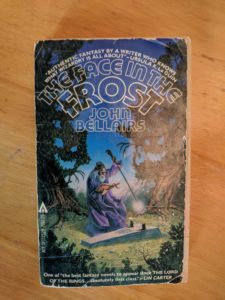 "AUTHENTIC FANTASY BY A WRITER WHO KNOWS
WHAT WIZARDRY IS ALL ABOUT"—URSULA K. LE GUIN
THE FACE IN THE
FROST
JOHN
BELLAIRS
One of "the best fantasy novels to appear since THE LORD
OF THE RINGS...Absolutely first class"—LIN CARTER